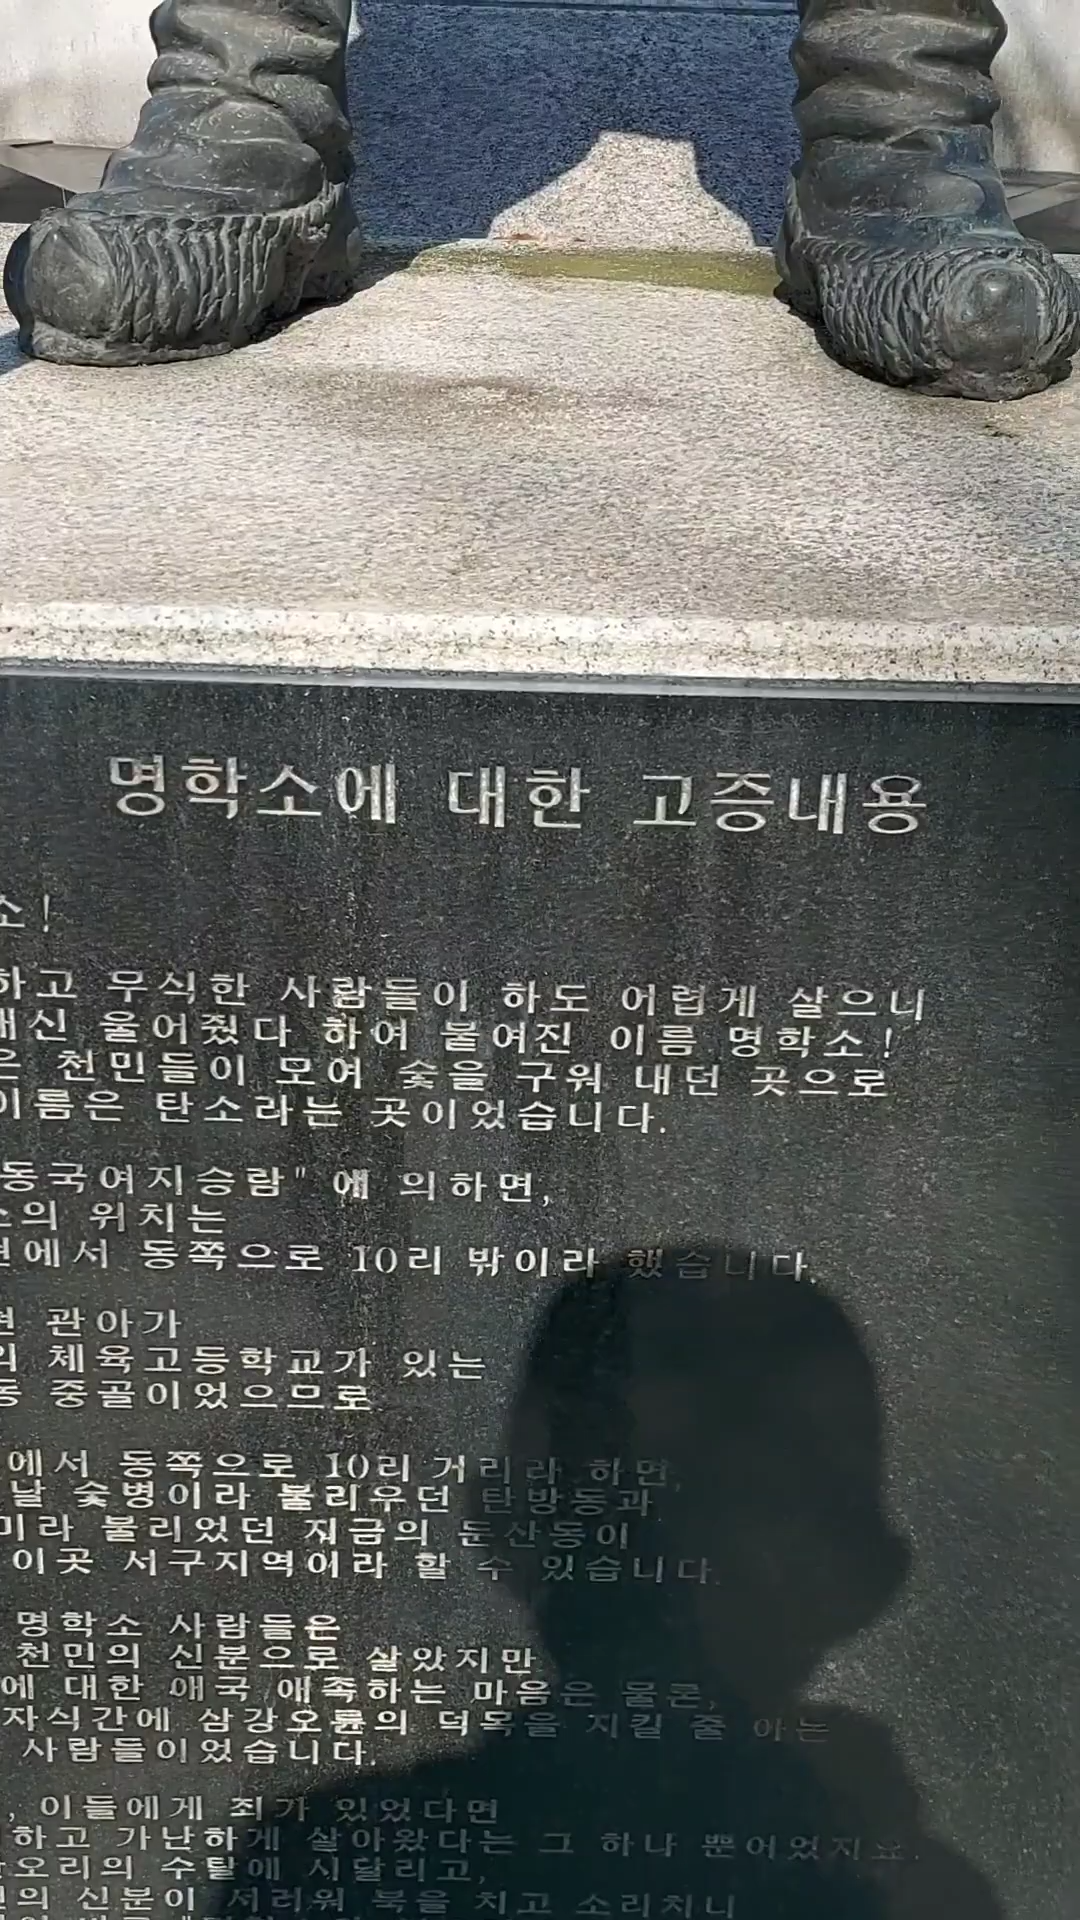 명학소에 대한 고증내용
소!
하고 무식한 사람들이 하도 어렵게 살으니
대신 울어줬다 하여 붙여진 이름 명학소!
은 천민들이 모여 숯을 구워 내던 곳으로
이름은 탄소라는 곳이었습니다.
동국여지승람" 에 의하면,
소의 위치는
현에서 동쪽으로 10리 밖이라 했습니다.
현 관아가
의 체육고등학교가 있는
동 중골이었으므로
에서 동쪽으로 10리 거리라 하면,
날 숯병이라 불리우던 탄방동과
미라 불리었던 지금의 둔산동이
이곳 서구지역이라 할 수 있습니다.
명학소 사람들은
천민의 신분으로 살았지만
에 대한 애국 애족하는 마음은 물론,
자식간에 삼강오륜의 덕목을 지킬 줄 아는
사람들이었습니다.
, 이들에게 죄가 있었다면
하고 가난하게 살아왔다는 그 하나 뿐이었지요.
오리의 수탈에 시달리고,
의 신분이 서러워 북을 치고 소리치니